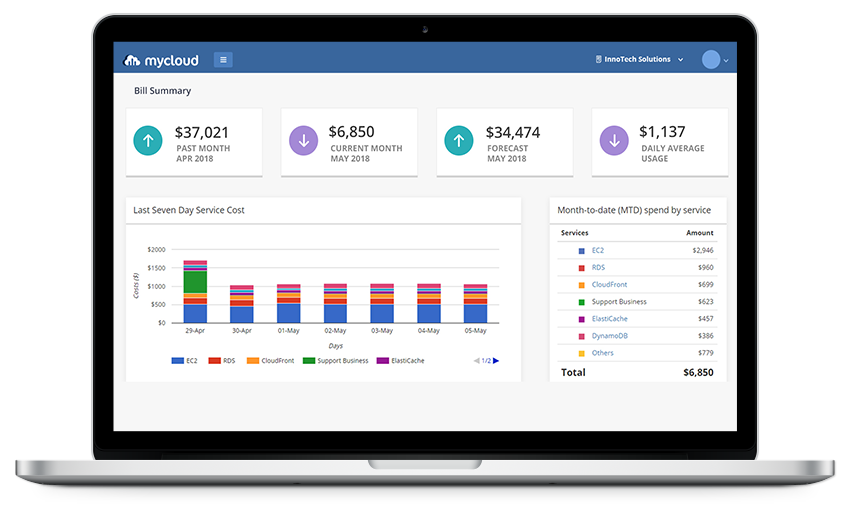 mycloud
InnoTech Solutions
Bill Summary
$37,021
PAST MONTH
APR 2018
$6,850
CURRENT MONTH
MAY 2018
$34,474
FORECAST
MAY 2018
$1,137
DAILY AVERAGE
USAGE
Last Seven Day Service Cost
Costs ($)
$2000
$1500
$1000
$500
$0
29-Apr 30-Apr 01-May 02-May 03-May 04-May 05-May
Days
EC2 RDS CloudFront Support Business ElastiCache 1/2
Month-to-date (MTD) spend by service
Services Amount
EC2 $2,946
RDS $960
CloudFront $699
Support Business $623
ElastiCache $457
DynamoDB $386
Others $779
Total $6,850